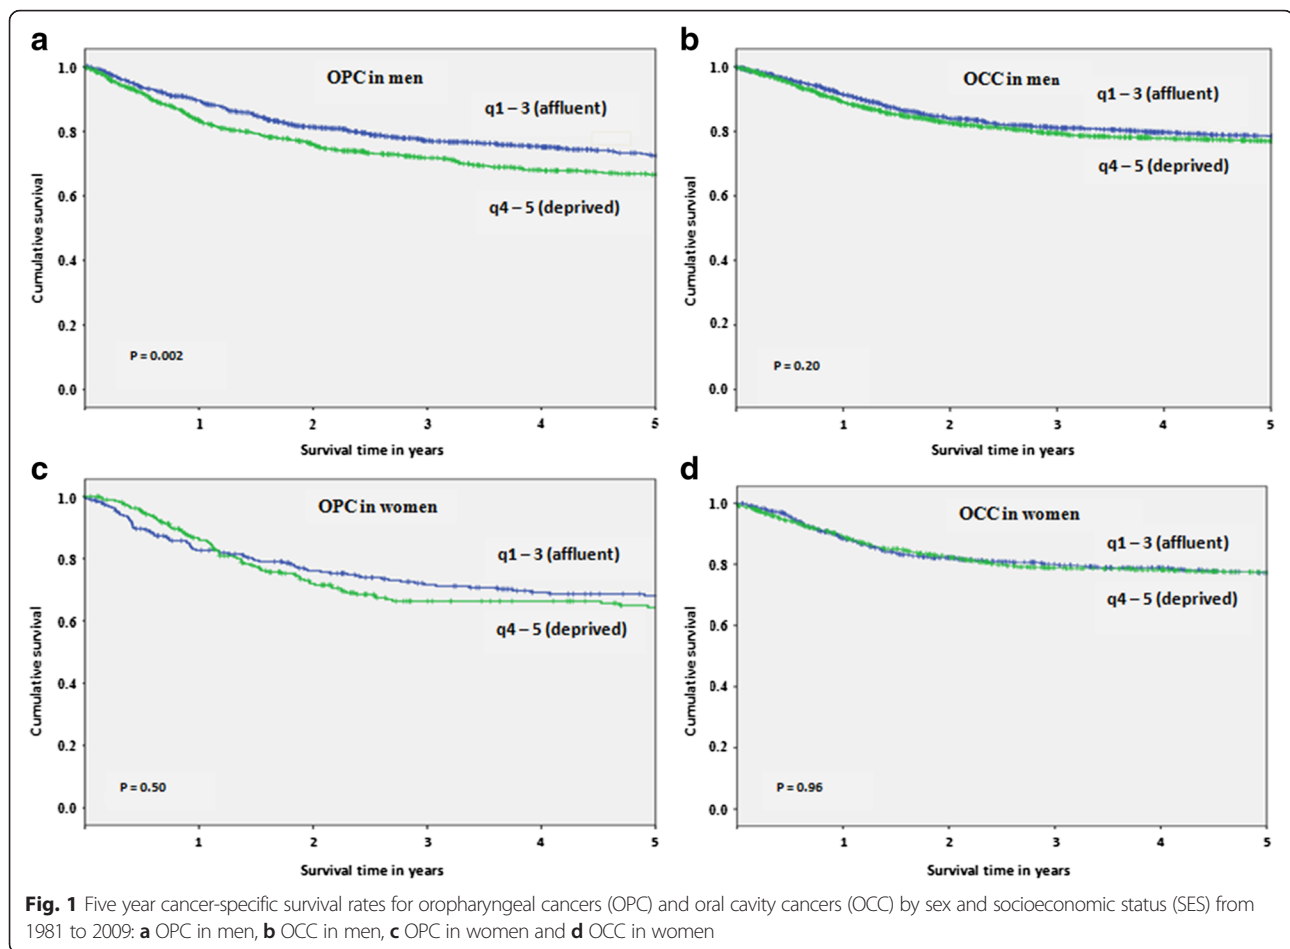 a
OPC in men
q1 – 3 (affluent)
q4 – 5 (deprived)
P = 0.002
Cumulative survival
1.0
0.8
0.6
0.4
0.2
0.0
1 2 3 4 5
Survival time in years
b
OCC in men
q1 – 3 (affluent)
q4 – 5 (deprived)
P = 0.20
Cumulative survival
1.0
0.8
0.6
0.4
0.2
0.0
1 2 3 4 5
Survival time in years
c
OPC in women
q1 – 3 (affluent)
q4 – 5 (deprived)
P = 0.50
Cumulative survival
1.0
0.8
0.6
0.4
0.2
0.0
1 2 3 4 5
Survival time in years
d
OCC in women
q1 – 3 (affluent)
q4 – 5 (deprived)
P = 0.96
Cumulative survival
1.0
0.8
0.6
0.4
0.2
0.0
1 2 3 4 5
Survival time in years
Fig. 1 Five year cancer-specific survival rates for oropharyngeal cancers (OPC) and oral cavity cancers (OCC) by sex and socioeconomic status (SES) from
1981 to 2009: a OPC in men, b OCC in men, c OPC in women and d OCC in women